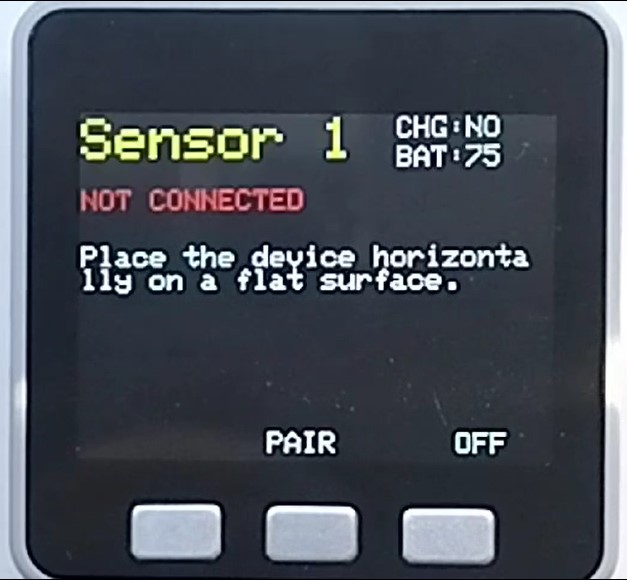 Sensor 1
CHG:NO
BAT:75
NOT CONNECTED
Place the device horizonta
lly on a flat surface.
PAIR OFF